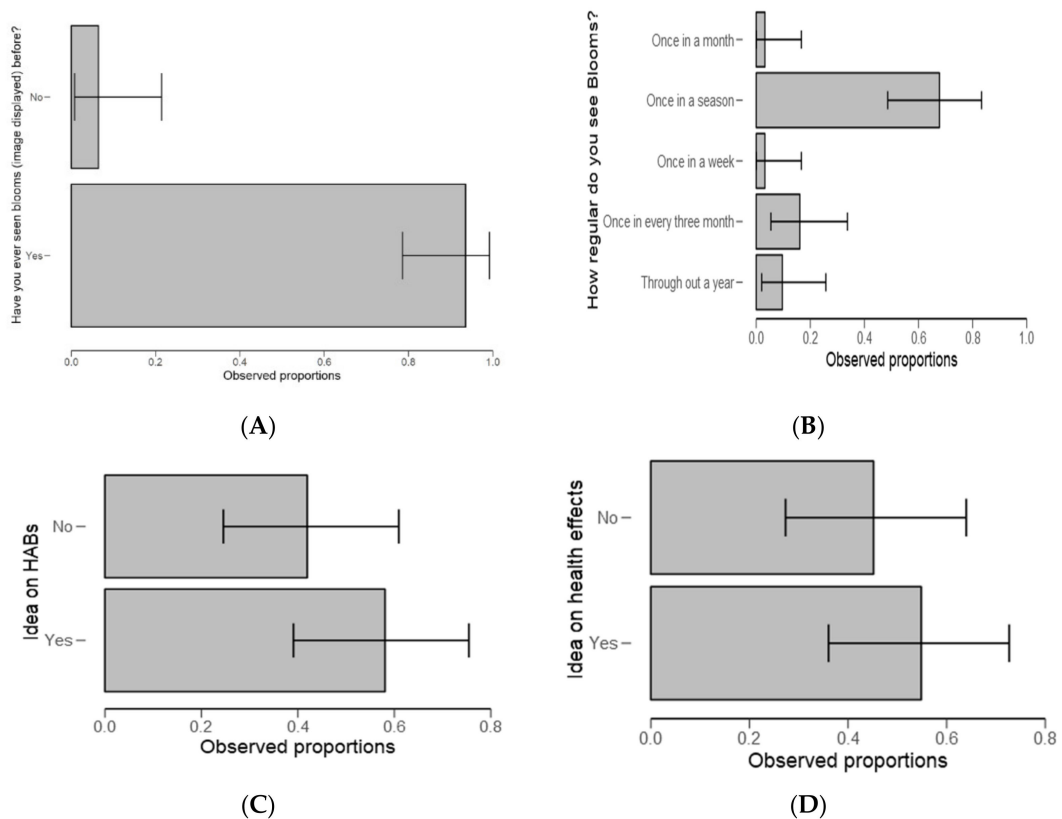 Have you ever seen blooms (image displayed) before?
No
Yes
0.0 0.2 0.4 0.6 0.8 1.0
Observed proportions
(A)
How regular do you see Blooms?
Once in a month
Once in a season
Once in a week
Once in every three month
Through out a year
0.0 0.2 0.4 0.6 0.8 1.0
Observed proportions
(B)
Idea on HABs
No
Yes
0.0 0.2 0.4 0.6 0.8
Observed proportions
(C)
Idea on health effects
No
Yes
0.0 0.2 0.4 0.6 0.8
Observed proportions
(D)